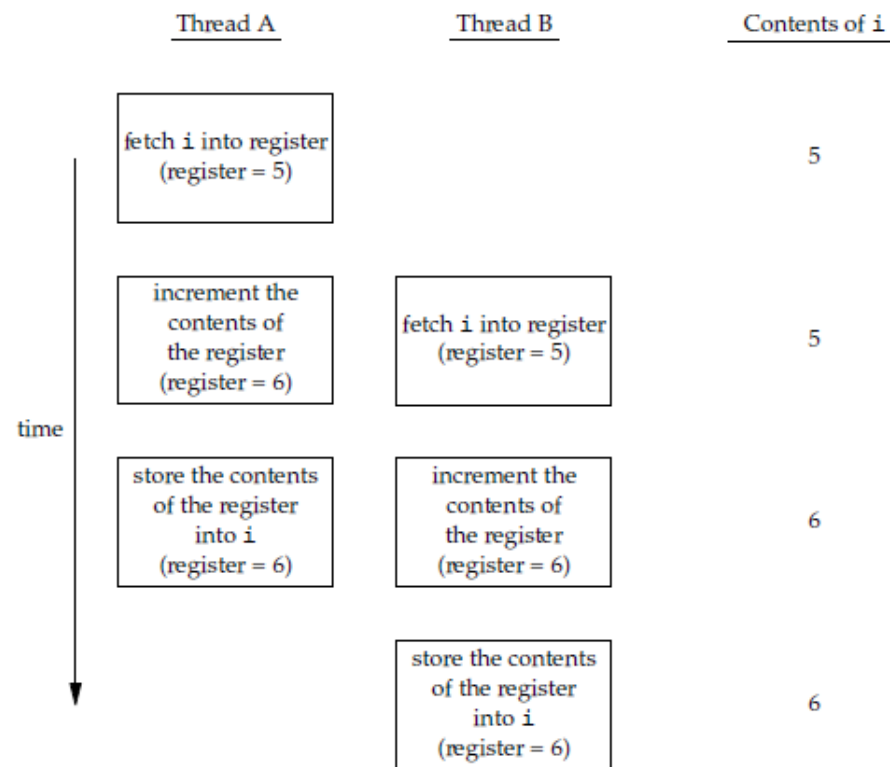 Thread A
Thread B
Contents of i
fetch i into register
(register = 5)
5
increment the
contents of
the register
(register = 6)
fetch i into register
(register = 5)
5
time
store the contents
of the register
into i
(register = 6)
increment the
contents of
the register
(register = 6)
6
store the contents
of the register
into i
(register = 6)
6